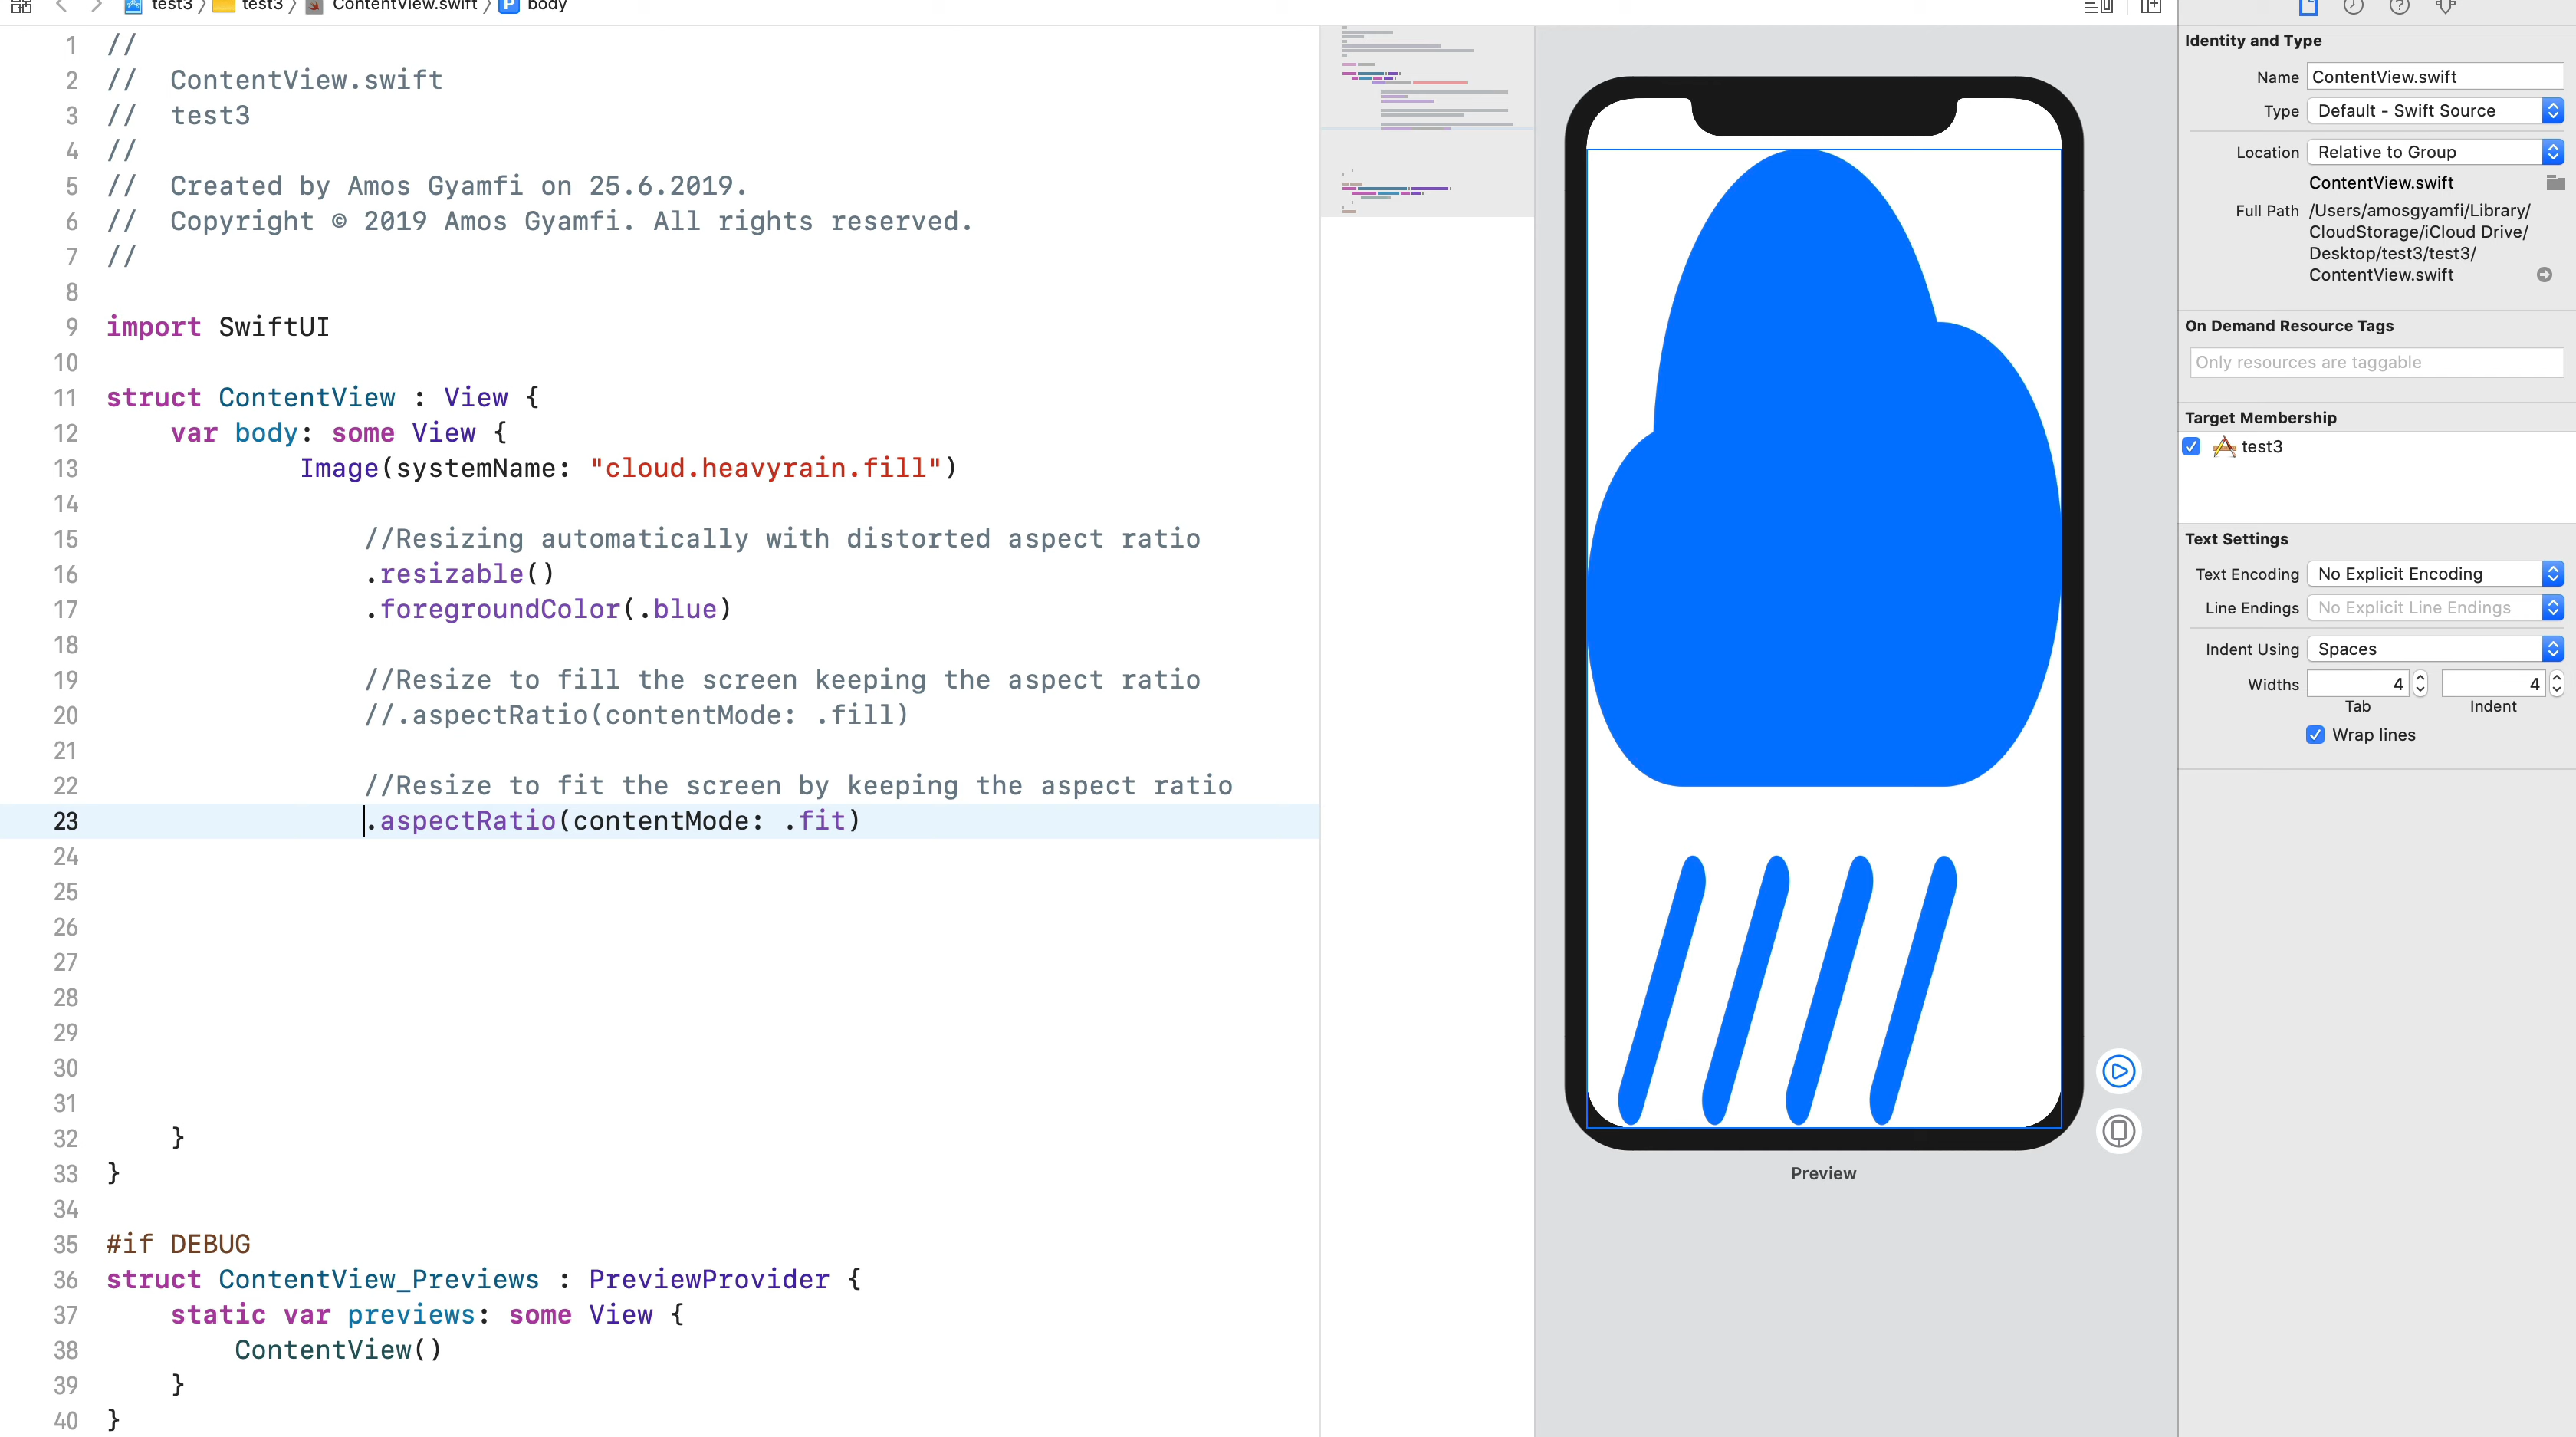 test3 〉 test3 〉 ContentView.swift 〉 P body
1 //
2 //  ContentView.swift
3 //  test3
4 //
5 //  Created by Amos Gyamfi on 25.6.2019.
6 //  Copyright © 2019 Amos Gyamfi. All rights reserved.
7 //
8
9 import SwiftUI
10
11 struct ContentView : View {
12     var body: some View {
13             Image(systemName: "cloud.heavyrain.fill")
14
15                 //Resizing automatically with distorted aspect ratio
16                 .resizable()
17                 .foregroundColor(.blue)
18
19                 //Resize to fill the screen keeping the aspect ratio
20                 //.aspectRatio(contentMode: .fill)
21
22                 //Resize to fit the screen by keeping the aspect ratio
23                 .aspectRatio(contentMode: .fit)
24
25
26
27
28
29
30
31
32     }
33 }
34
35 #if DEBUG
36 struct ContentView_Previews : PreviewProvider {
37     static var previews: some View {
38         ContentView()
39     }
40 }
Preview
Identity and Type
Name ContentView.swift
Type Default - Swift Source
Location Relative to Group
ContentView.swift
Full Path /Users/amosgyamfi/Library/
CloudStorage/iCloud Drive/
Desktop/test3/test3/
ContentView.swift
On Demand Resource Tags
Only resources are taggable
Target Membership
test3
Text Settings
Text Encoding No Explicit Encoding
Line Endings No Explicit Line Endings
Indent Using Spaces
Widths 4 4
Tab Indent
Wrap lines